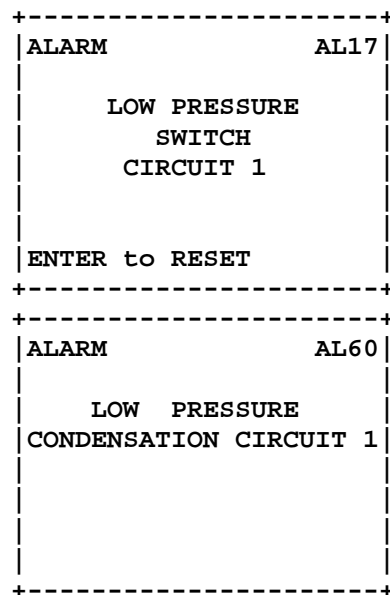 ALARM AL17
LOW PRESSURE
SWITCH
CIRCUIT 1
ENTER to RESET
ALARM AL60
LOW PRESSURE
CONDENSATION CIRCUIT 1